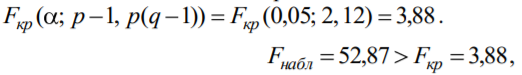 F_кр(α; p−1, p(q−1)) = F_кр(0,05; 2, 12) = 3,88.
F_набл = 52,87 > F_кр = 3,88,